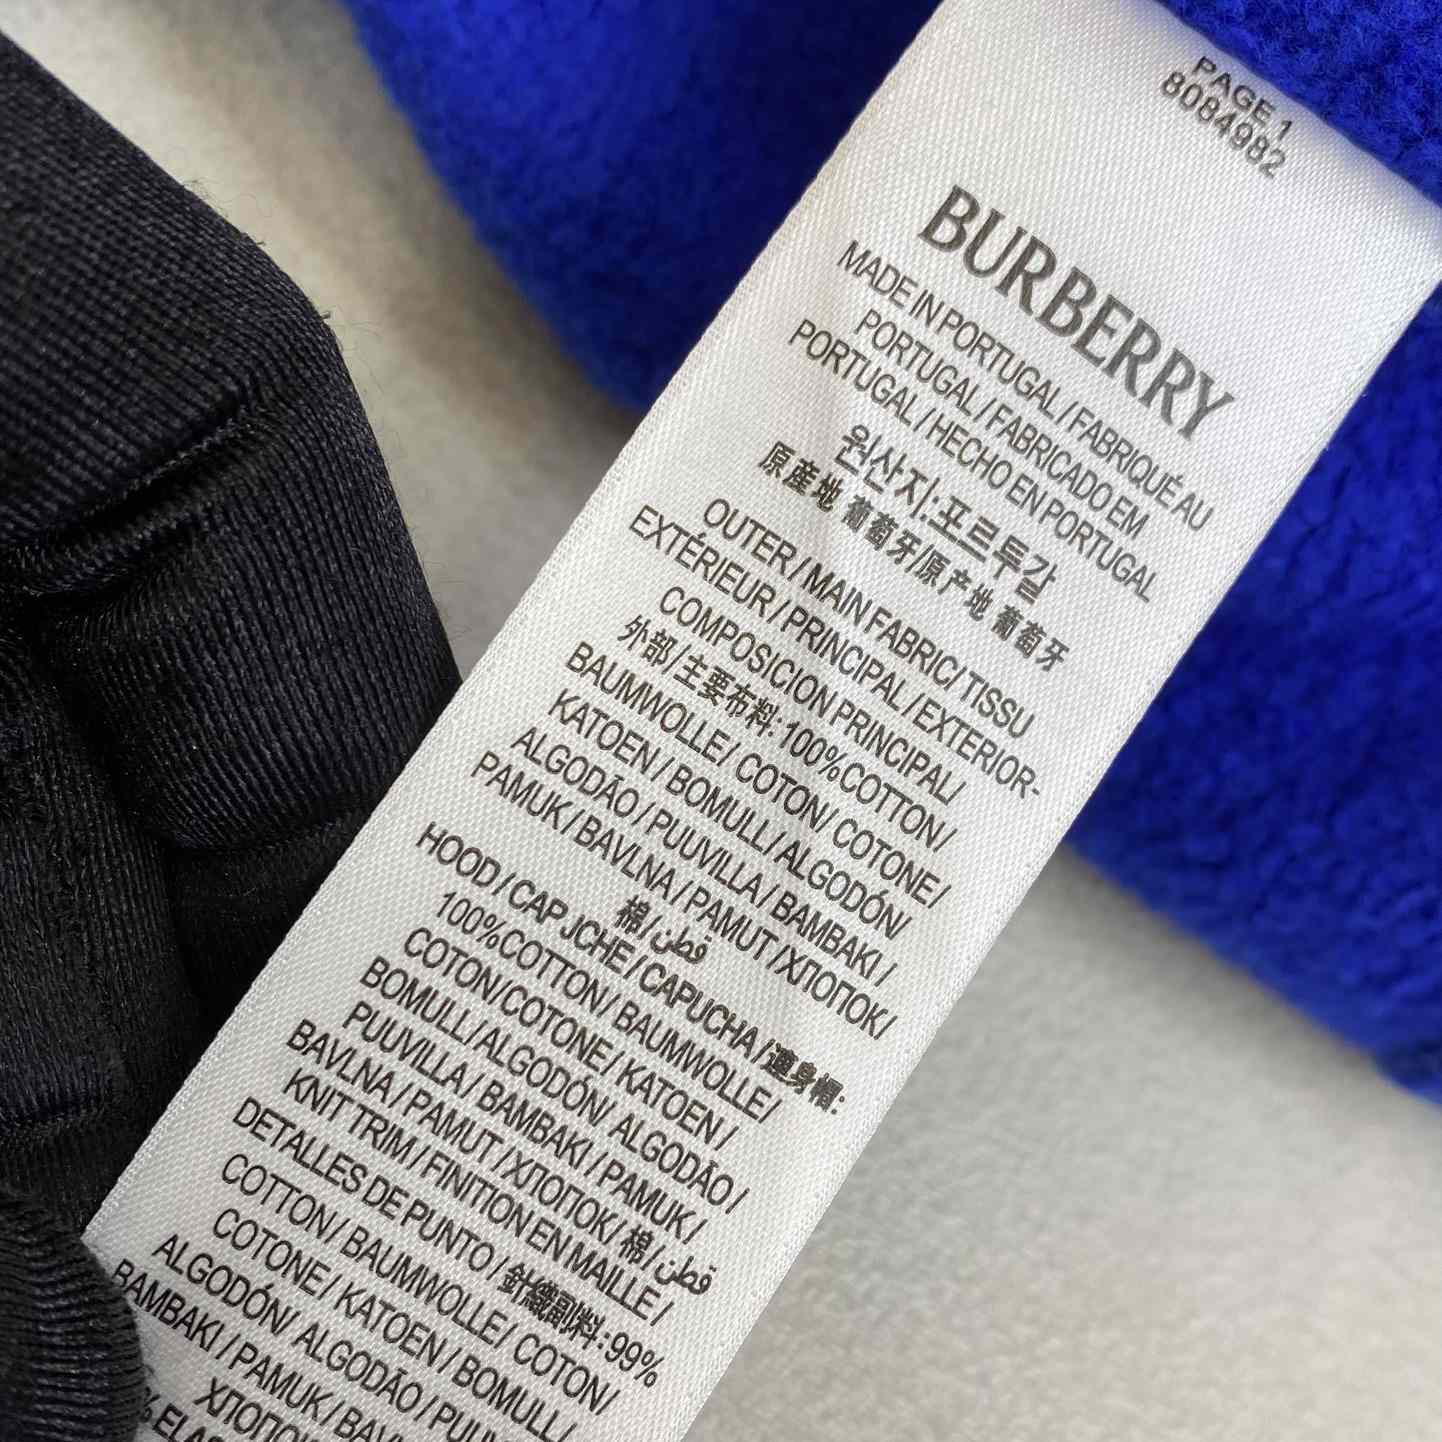 PAGE 1
8084982
BURBERRY
MADE IN PORTUGAL / FABRIQUÉ AU
PORTUGAL / FABRICADO EM
PORTUGAL / HECHO EN PORTUGAL
원산지:포르투갈
原產地 葡萄牙/原产地 葡萄牙
OUTER / MAIN FABRIC / TISSU
EXTÉRIEUR / PRINCIPAL / EXTERIOR-
COMPOSICION PRINCIPAL/
外部/主要布料: 100%COTTON/
BAUMWOLLE/ COTON/ COTONE/
KATOEN / BOMULL / ALGODÓN/
ALGODÃO / PUUVILLA / BAMBAKI /
PAMUK / BAVLNA / PAMUT /ХЛОПОК/
棉/قطن
HOOD / CAP JCHE / CAPUCHA /連身帽:
100%COTTON/ BAUMWOLLE/
COTON/COTONE/ KATOEN /
BOMULL/ALGODÓN/ ALGODÃO /
PUUVILLA / BAMBAKI / PAMUK /
BAVLNA / PAMUT /ХЛОПОК/ 棉/قطن
KNIT TRIM / FINITION EN MAILLE /
DETALLES DE PUNTO / 針織副料:99%
COTTON/ BAUMWOLLE/ COTON/
COTONE/ KATOEN / BOMULL/
ALGODÓN/ ALGODÃO /
BAMBAKI / PAMUK /